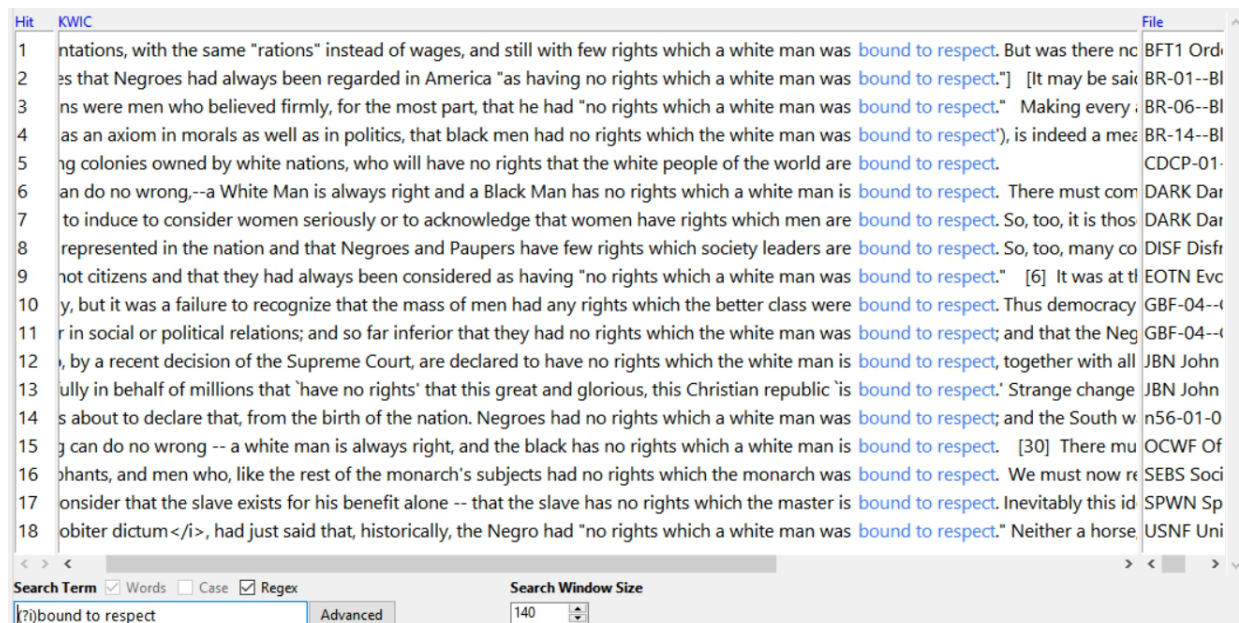 Hit KWIC File
1 ntations, with the same "rations" instead of wages, and still with few rights which a white man was bound to respect. But was there no BFT1 Orde
2 es that Negroes had always been regarded in America "as having no rights which a white man was bound to respect."] [It may be said BR-01--Bl
3 ns were men who believed firmly, for the most part, that he had "no rights which a white man was bound to respect." Making every a BR-06--Bl
4 as an axiom in morals as well as in politics, that black men had no rights which the white man was bound to respect'), is indeed a mea BR-14--Bl
5 ng colonies owned by white nations, who will have no rights that the white people of the world are bound to respect. CDCP-01-
6 can do no wrong,--a White Man is always right and a Black Man has no rights which a white man is bound to respect. There must com DARK Dar
7 to induce to consider women seriously or to acknowledge that women have rights which men are bound to respect. So, too, it is thos DARK Dar
8 represented in the nation and that Negroes and Paupers have few rights which society leaders are bound to respect. So, too, many co DISF Disfr
9 not citizens and that they had always been considered as having "no rights which a white man was bound to respect." [6] It was at th EOTN Evo
10 y, but it was a failure to recognize that the mass of men had any rights which the better class were bound to respect. Thus democracy GBF-04--
11 r in social or political relations; and so far inferior that they had no rights which the white man was bound to respect; and that the Neg GBF-04--
12 o, by a recent decision of the Supreme Court, are declared to have no rights which the white man is bound to respect, together with all JBN John
13 fully in behalf of millions that `have no rights' that this great and glorious, this Christian republic `is bound to respect.' Strange change JBN John
14 s about to declare that, from the birth of the nation. Negroes had no rights which a white man was bound to respect; and the South w n56-01-0
15 g can do no wrong -- a white man is always right, and the black has no rights which a white man is bound to respect. [30] There mu OCWF Of
16 phants, and men who, like the rest of the monarch's subjects had no rights which the monarch was bound to respect. We must now re SEBS Soci
17 onsider that the slave exists for his benefit alone -- that the slave has no rights which the master is bound to respect. Inevitably this id SPWN Sp
18 obiter dictum</i>, had just said that, historically, the Negro had "no rights which a white man was bound to respect." Neither a horse, USNF Uni
Search Term Words Case Regex Search Window Size
(?i)bound to respect Advanced 140